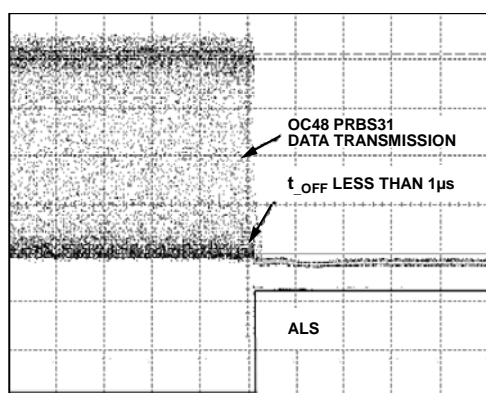 OC48 PRBS31
DATA TRANSMISSION
t_OFF LESS THAN 1µs
ALS